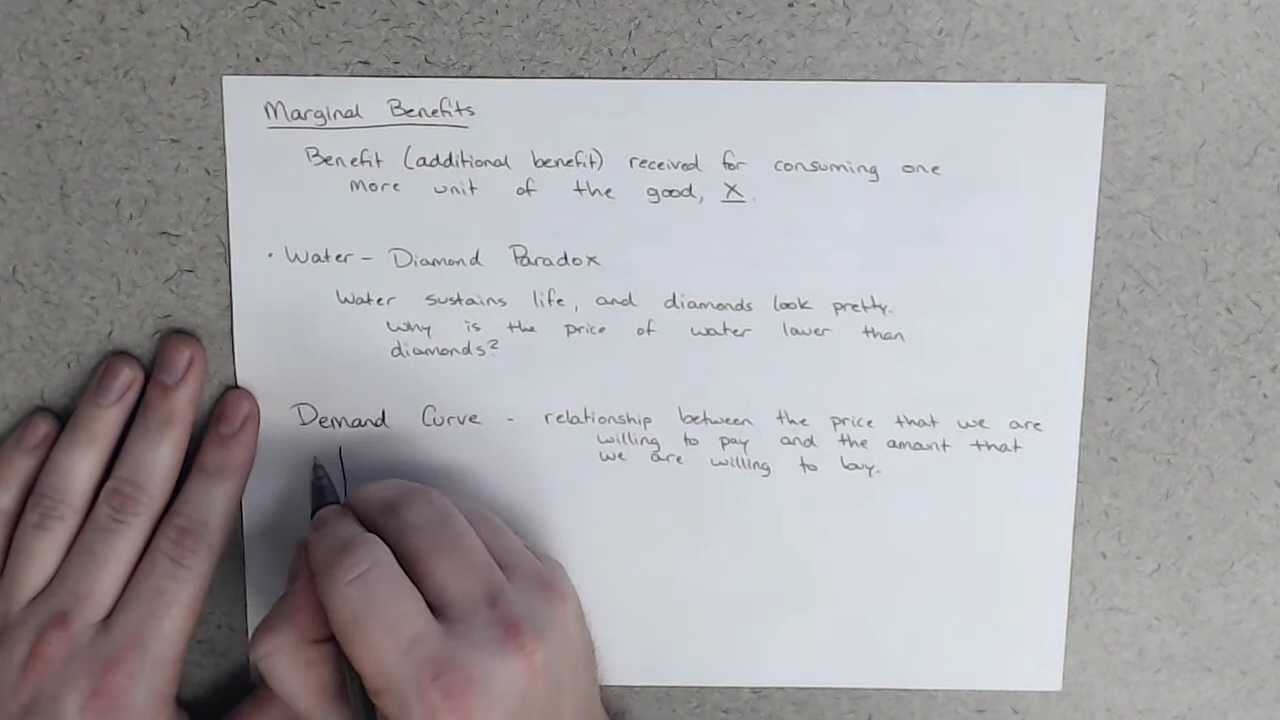 Marginal Benefits
Benefit (additional benefit) received for consuming one
more unit of the good, X.
· Water - Diamond Paradox
Water sustains life, and diamonds look pretty.
Why is the price of water lower than
diamonds?
Demand Curve - relationship between the price that we are
willing to pay and the amount that
we are willing to buy.